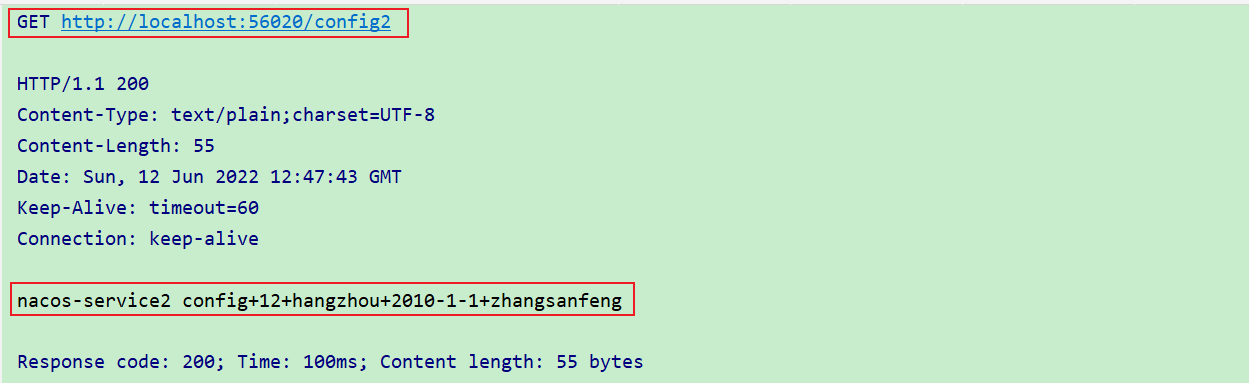 GET http://localhost:56020/config2
HTTP/1.1 200
Content-Type: text/plain;charset=UTF-8
Content-Length: 55
Date: Sun, 12 Jun 2022 12:47:43 GMT
Keep-Alive: timeout=60
Connection: keep-alive
nacos-service2 config+12+hangzhou+2010-1-1+zhangsanfeng
Response code: 200; Time: 100ms; Content length: 55 bytes